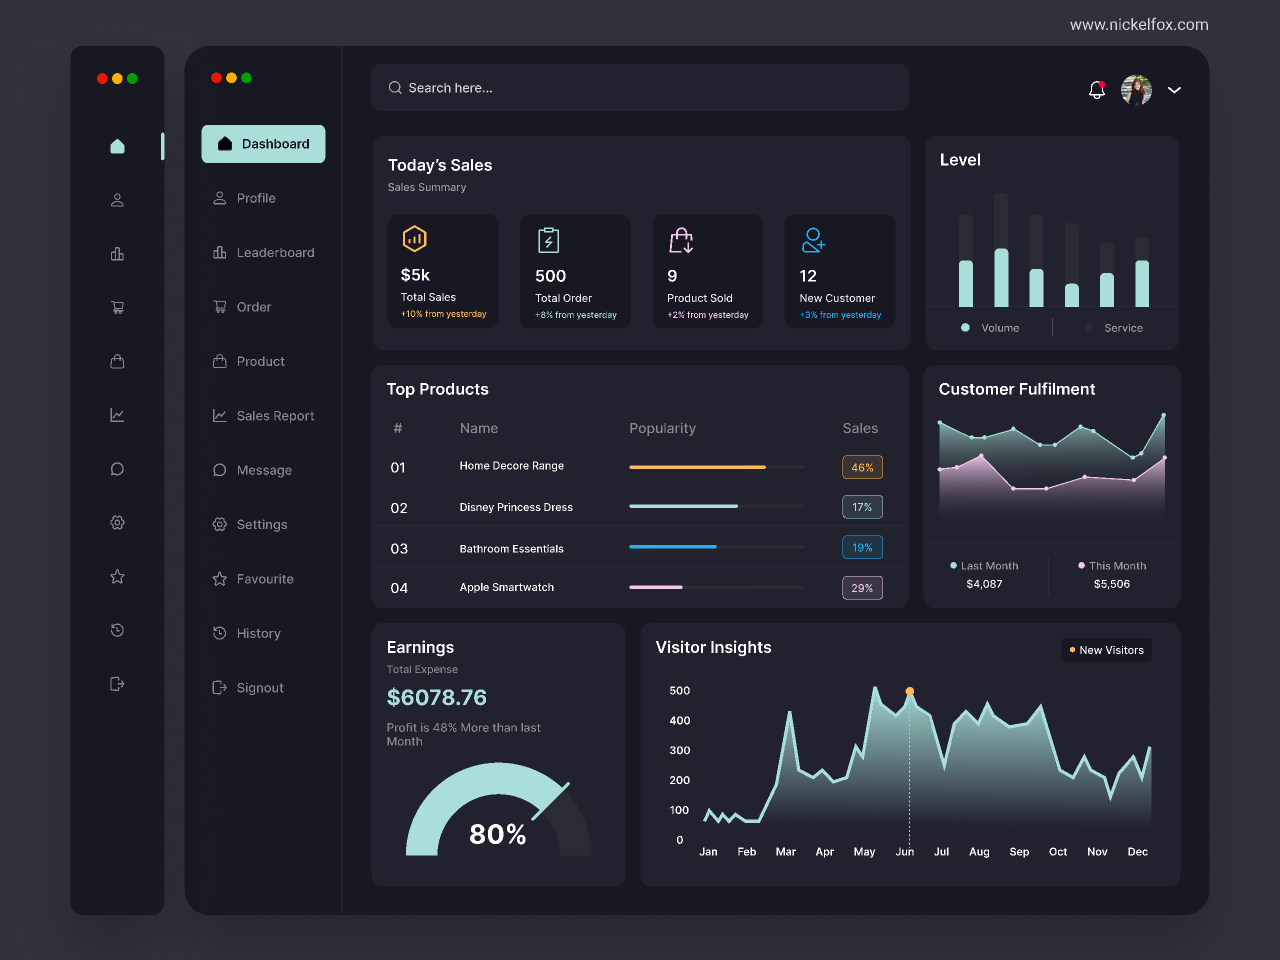 www.nickelfox.com
Search here...
Dashboard
Profile
Leaderboard
Order
Product
Sales Report
Message
Settings
Favourite
History
Signout
Today's Sales
Sales Summary
$5k
Total Sales
+10% from yesterday
500
Total Order
+8% from yesterday
9
Product Sold
+2% from yesterday
12
New Customer
+3% from yesterday
Level
Volume
Service
Top Products
# Name Popularity Sales
01 Home Decore Range 46%
02 Disney Princess Dress 17%
03 Bathroom Essentials 19%
04 Apple Smartwatch 29%
Customer Fulfilment
Last Month
$4,087
This Month
$5,506
Earnings
Total Expense
$6078.76
Profit is 48% More than last
Month
80%
Visitor Insights
New Visitors
500
400
300
200
100
0
Jan Feb Mar Apr May Jun Jul Aug Sep Oct Nov Dec